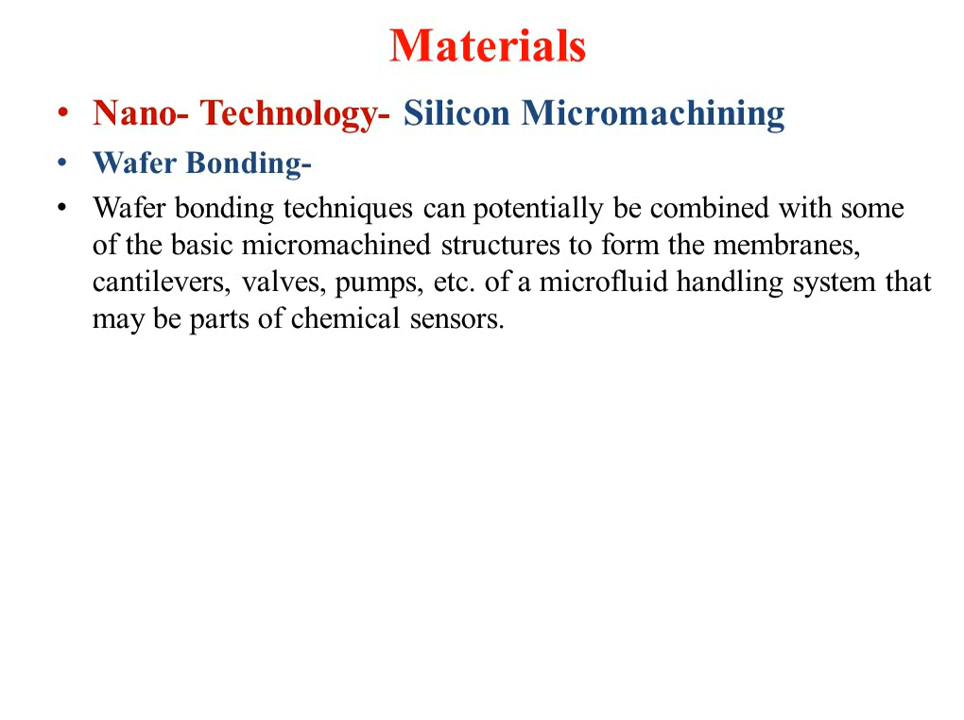 Materials
• Nano- Technology- Silicon Micromachining
• Wafer Bonding-
• Wafer bonding techniques can potentially be combined with some
of the basic micromachined structures to form the membranes,
cantilevers, valves, pumps, etc. of a microfluid handling system that
may be parts of chemical sensors.